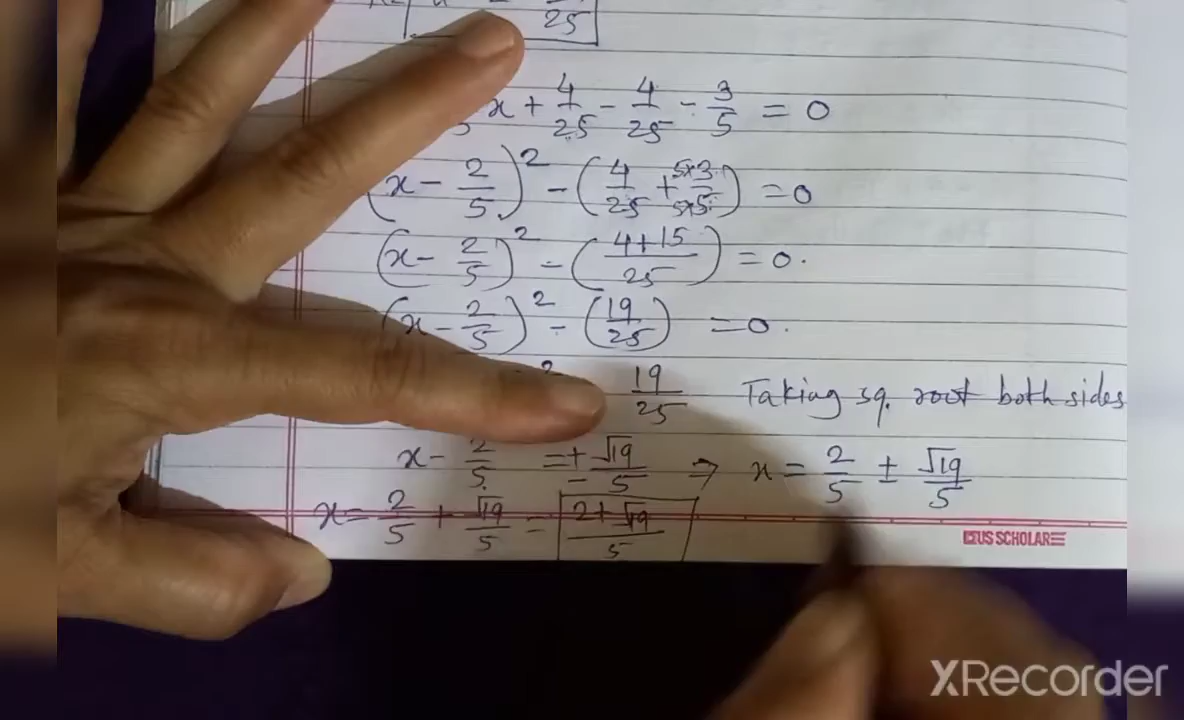 25
x + 4/25 - 4/25 - 3/5 = 0
(x - 2/5)² - (4/25 + 5×3/5×5) = 0
(x - 2/5)² - (4+15/25) = 0.
(x - 2/5)² - (19/25) = 0.
2 19/25 Taking sq. root both sides
x - 2/5 = ± √19/5 ⇒ x = 2/5 ± √19/5
x = 2/5 + √19/5 = 2+√19/5
SCHOLAR
XRecorder